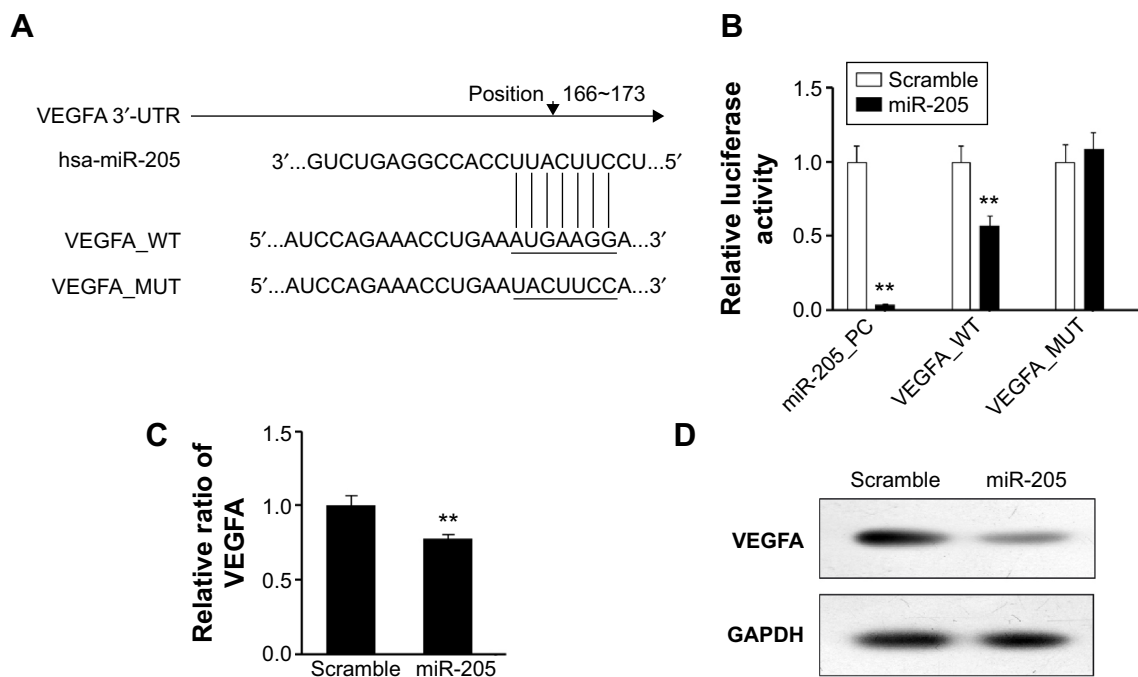 A
Position 166~173
VEGFA 3′-UTR
hsa-miR-205 3′...GUCUGAGGCCACCUUACUUCCU...5′
VEGFA_WT 5′...AUCCAGAAACCUGAAAUGAAGGA...3′
VEGFA_MUT 5′...AUCCAGAAACCUGAAUACUUCCA...3′
B
Scramble
miR-205
Relative luciferase
activity
1.5
1.0
0.5
0.0
**
**
miR-205_PC
VEGFA_WT
VEGFA_MUT
C
Relative ratio of
VEGFA
1.5
1.0
0.5
0.0
**
Scramble miR-205
D
Scramble miR-205
VEGFA
GAPDH